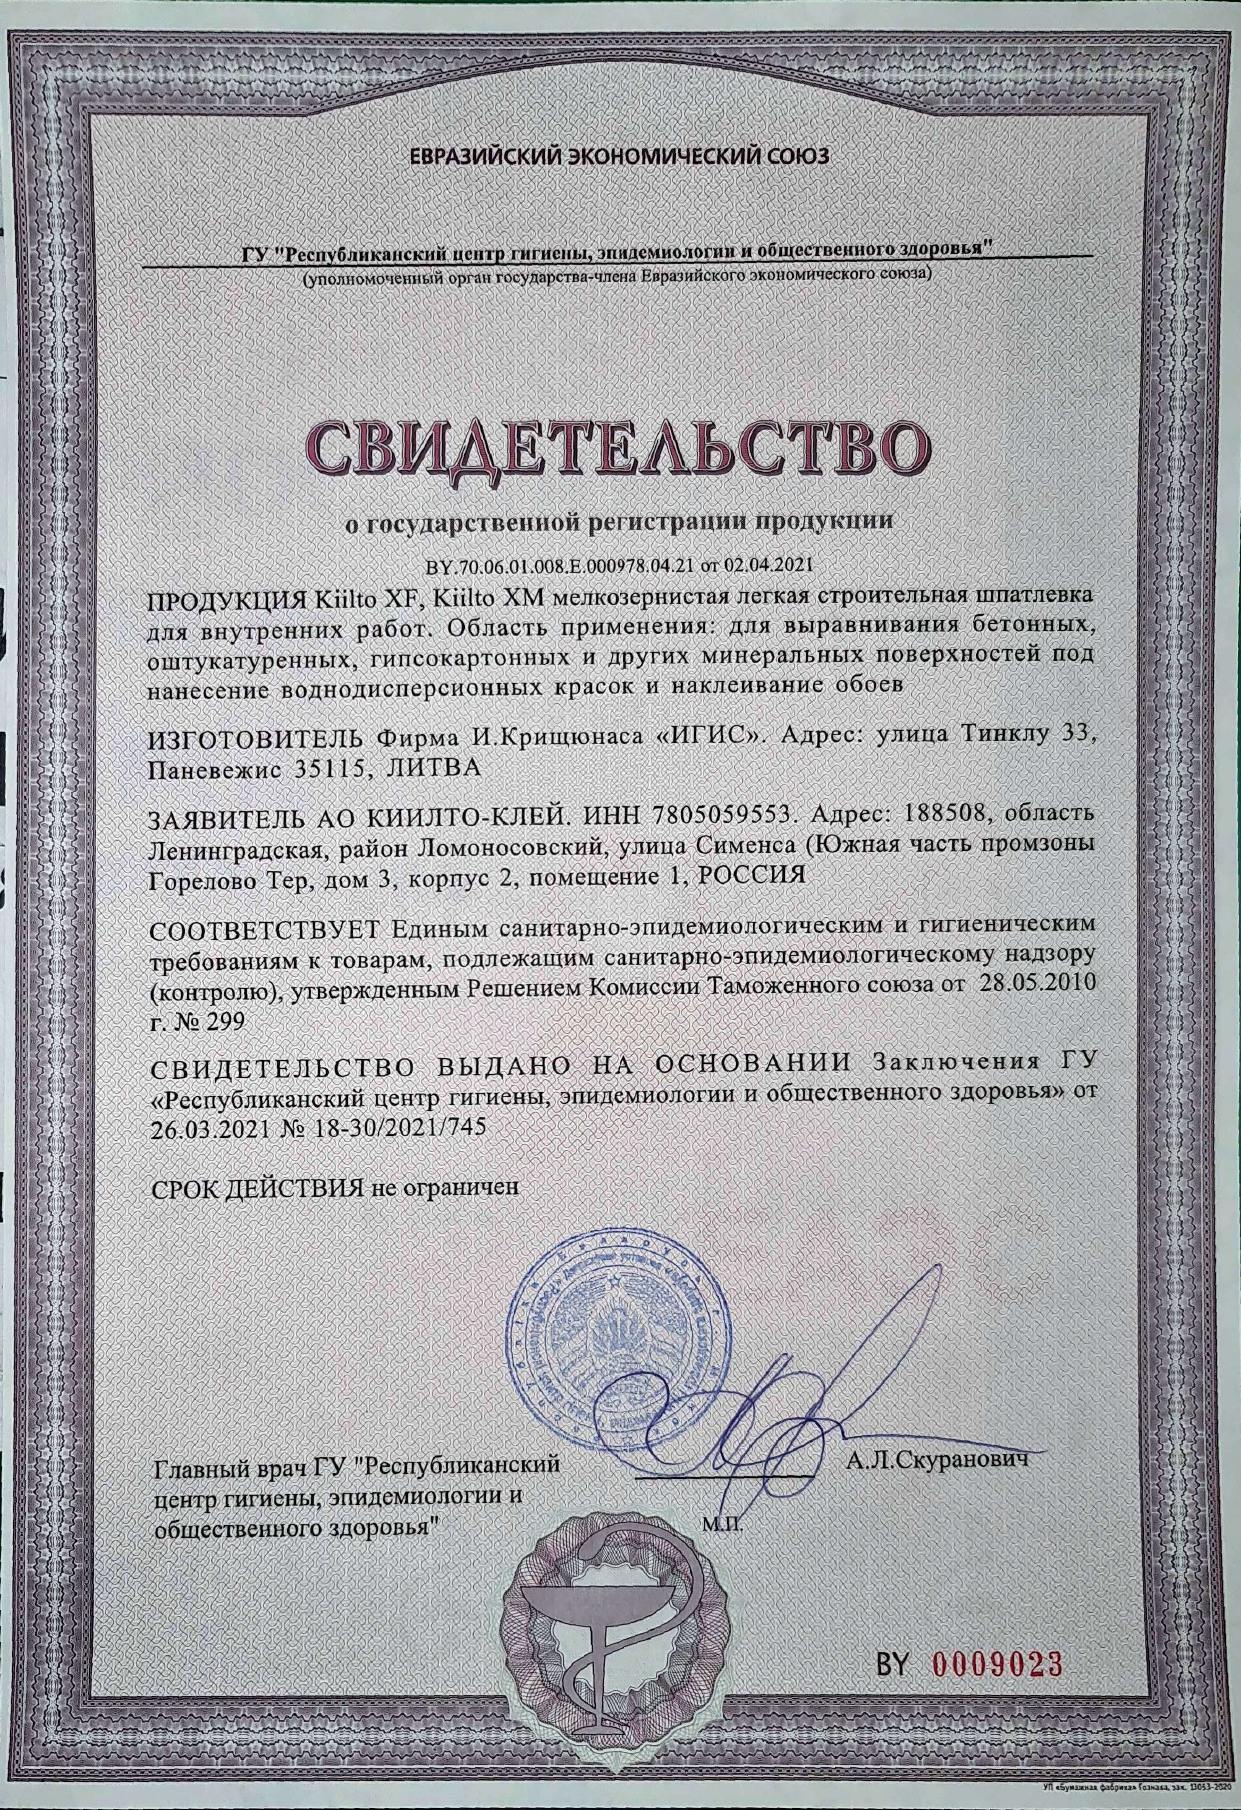 ЕВРАЗИЙСКИЙ ЭКОНОМИЧЕСКИЙ СОЮЗ
ГУ "Республиканский центр гигиены, эпидемиологии и общественного здоровья"
(уполномоченный орган государства-члена Евразийского экономического союза)
СВИДЕТЕЛЬСТВО
о государственной регистрации продукции
BY.70.06.01.008.E.000978.04.21 от 02.04.2021
ПРОДУКЦИЯ Kiilto XF, Kiilto XM мелкозернистая легкая строительная шпатлевка
для внутренних работ. Область применения: для выравнивания бетонных,
оштукатуренных, гипсокартонных и других минеральных поверхностей под
нанесение воднодисперсионных красок и наклеивание обоев
ИЗГОТОВИТЕЛЬ Фирма И.Крищюнаса «ИГИС». Адрес: улица Тинклу 33,
Паневежис 35115, ЛИТВА
ЗАЯВИТЕЛЬ АО КИИЛТО-КЛЕЙ. ИНН 7805059553. Адрес: 188508, область
Ленинградская, район Ломоносовский, улица Сименса (Южная часть промзоны
Горелово Тер, дом 3, корпус 2, помещение 1, РОССИЯ
СООТВЕТСТВУЕТ Единым санитарно-эпидемиологическим и гигиеническим
требованиям к товарам, подлежащим санитарно-эпидемиологическому надзору
(контролю), утвержденным Решением Комиссии Таможенного союза от 28.05.2010
г. № 299
СВИДЕТЕЛЬСТВО ВЫДАНО НА ОСНОВАНИИ Заключения ГУ
«Республиканский центр гигиены, эпидемиологии и общественного здоровья» от
26.03.2021 № 18-30/2021/745
СРОК ДЕЙСТВИЯ не ограничен
Главный врач ГУ "Республиканский
центр гигиены, эпидемиологии и
общественного здоровья"
А.Л.Скуранович
М.П.
BY 0009023
УП «Бумажная фабрика» Гознака, зак. 13053-2020